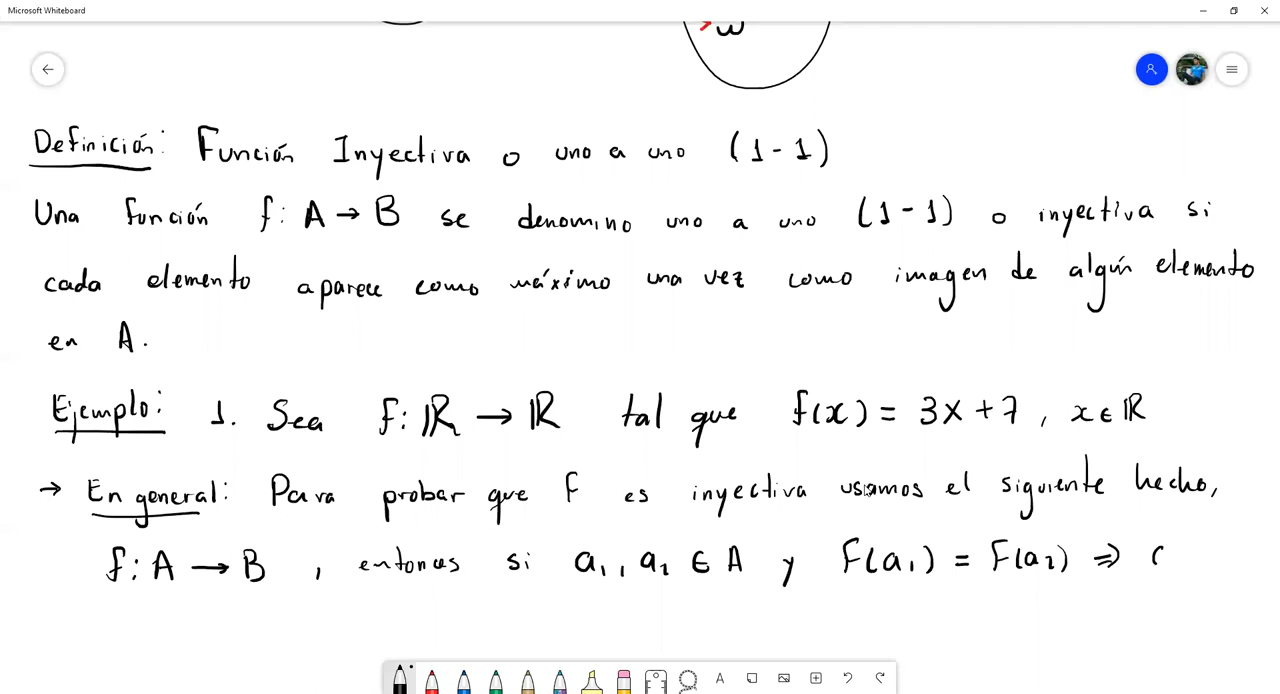 Microsoft Whiteboard
ω
Definición: Función Inyectiva o uno a uno (1-1)
Una función f: A → B se denomino uno a uno (1-1) o inyectiva si
cada elemento aparece como máximo una vez como imagen de algún elemento
en A.
Ejemplo: 1. Sea f: ℝ → ℝ tal que f(x) = 3x + 7, x ∈ ℝ
→ En general: Para probar que F es inyectiva usamos el siguiente hecho,
f: A → B, entonces si a₁, a₂ ∈ A y F(a₁) = F(a₂) ⇒